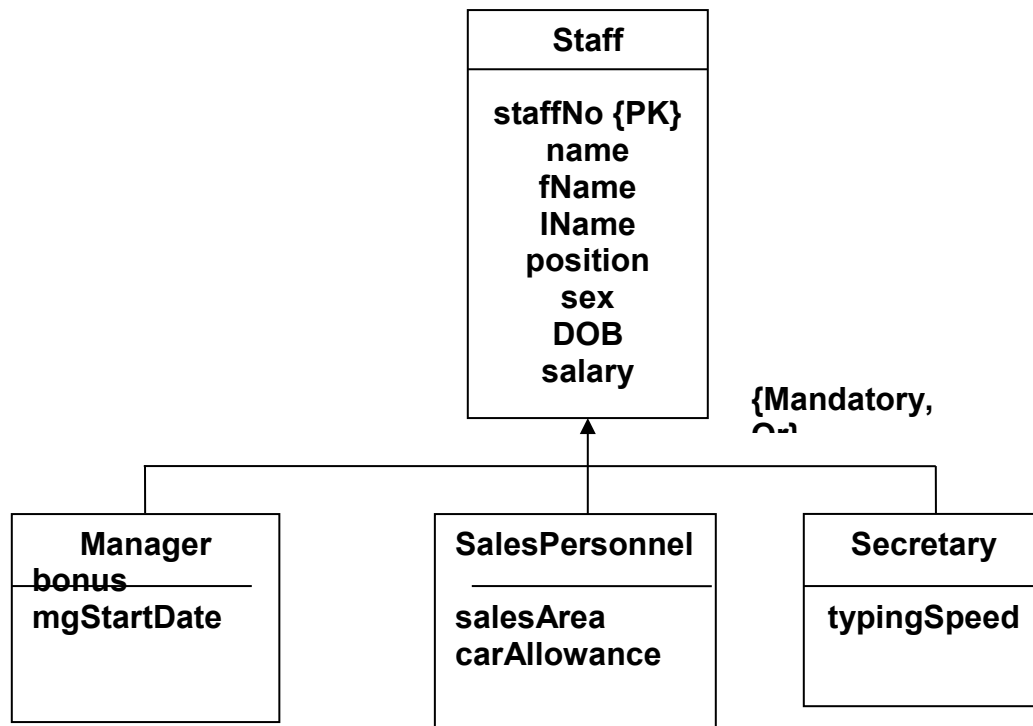 Staff
staffNo {PK}
name
fName
lName
position
sex
DOB
salary
{Mandatory,
Or}
Manager
bonus
mgStartDate
SalesPersonnel
salesArea
carAllowance
Secretary
typingSpeed